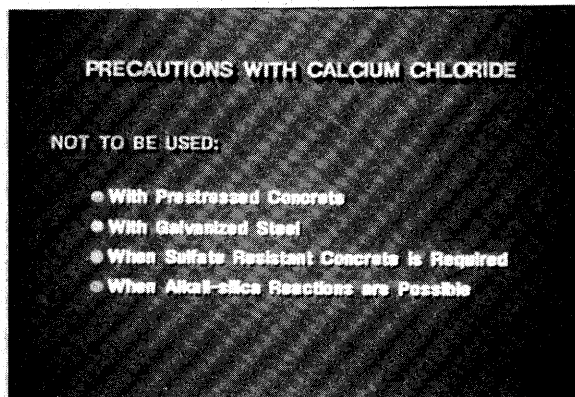 PRECAUTIONS WITH CALCIUM CHLORIDE
NOT TO BE USED:
With Prestressed Concrete
With Galvanized Steel
When Sulfate Resistant Concrete is Required
When Alkali-silica Reactions are Possible